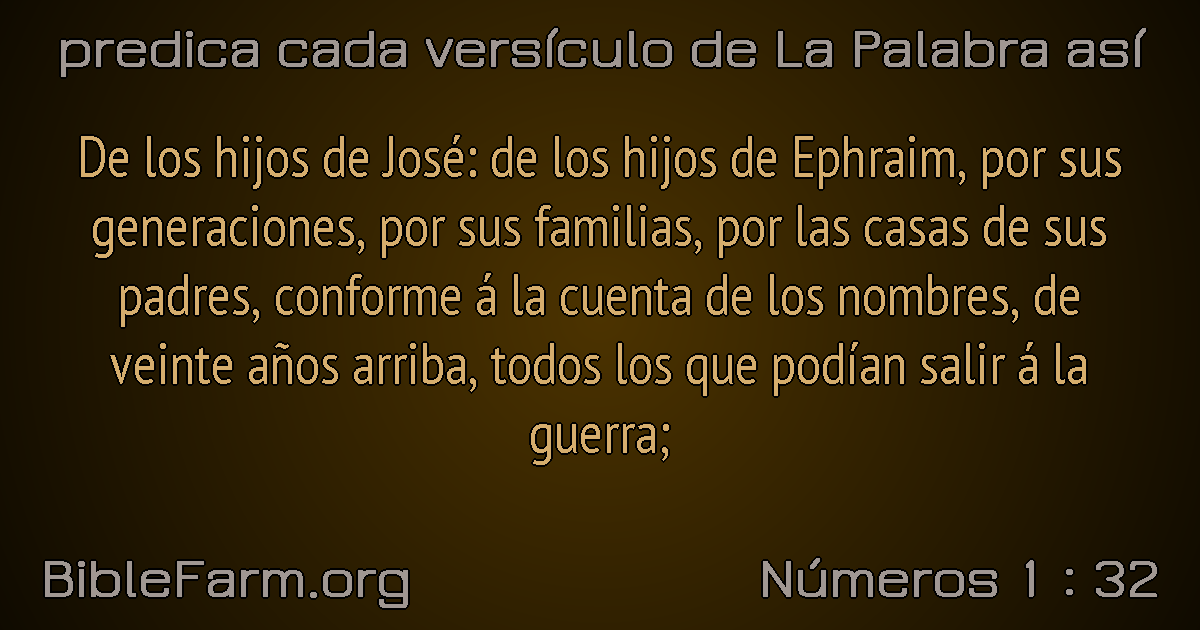 predica cada versículo de La Palabra así
De los hijos de José: de los hijos de Ephraim, por sus
generaciones, por sus familias, por las casas de sus
padres, conforme á la cuenta de los nombres, de
veinte años arriba, todos los que podían salir á la
guerra;
BibleFarm.org
Números 1 : 32